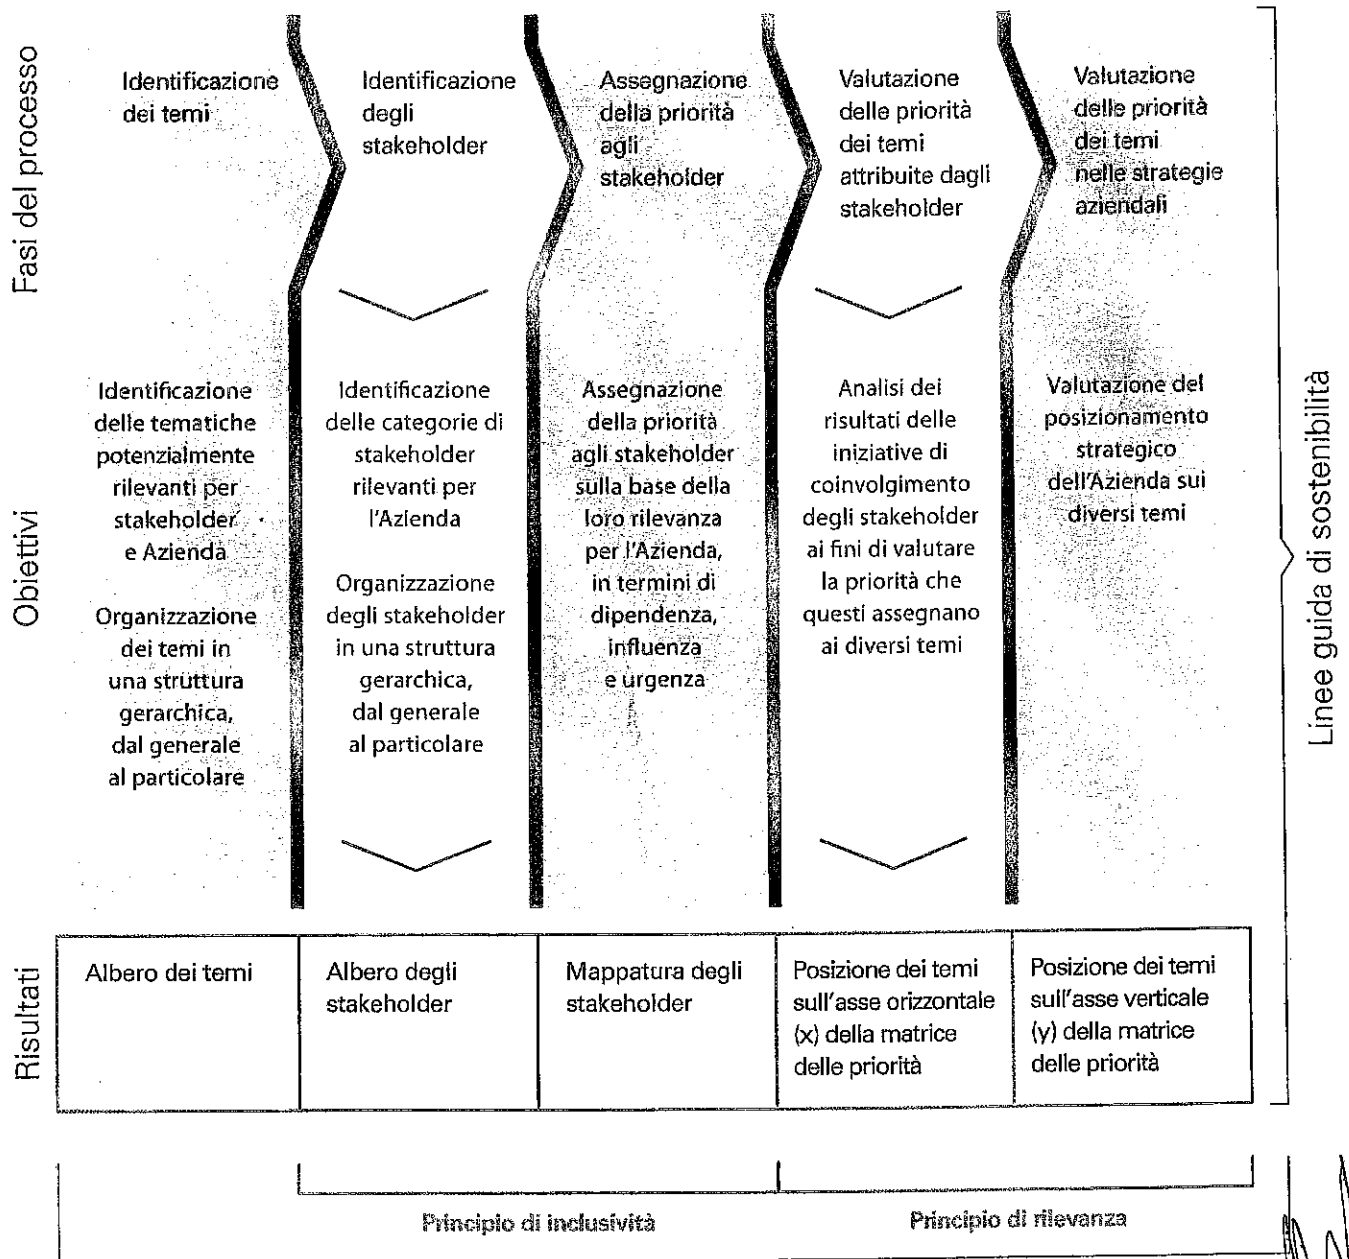 Fasi del processo
Identificazione
dei temi
Identificazione
degli
stakeholder
Assegnazione
della priorità
agli
stakeholder
Valutazione
delle priorità
dei temi
attribuite dagli
stakeholder
Valutazione
delle priorità
dei temi
nelle strategie
aziendali
Obiettivi
Identificazione
delle tematiche
potenzialmente
rilevanti per
stakeholder
e Azienda
Organizzazione
dei temi in
una struttura
gerarchica,
dal generale
al particolare
Identificazione
delle categorie di
stakeholder
rilevanti per
l'Azienda
Organizzazione
degli stakeholder
in una struttura
gerarchica,
dal generale
al particolare
Assegnazione
della priorità
agli stakeholder
sulla base della
loro rilevanza
per l'Azienda,
in termini di
dipendenza,
influenza
e urgenza
Analisi dei
risultati delle
iniziative di
coinvolgimento
degli stakeholder
ai fini di valutare
la priorità che
questi assegnano
ai diversi temi
Valutazione del
posizionamento
strategico
dell'Azienda sui
diversi temi
Linee guida di sostenibilità
Risultati
Albero dei temi
Albero degli
stakeholder
Mappatura degli
stakeholder
Posizione dei temi
sull'asse orizzontale
(x) della matrice
delle priorità
Posizione dei temi
sull'asse verticale
(y) della matrice
delle priorità
Principio di inclusività
Principio di rilevanza